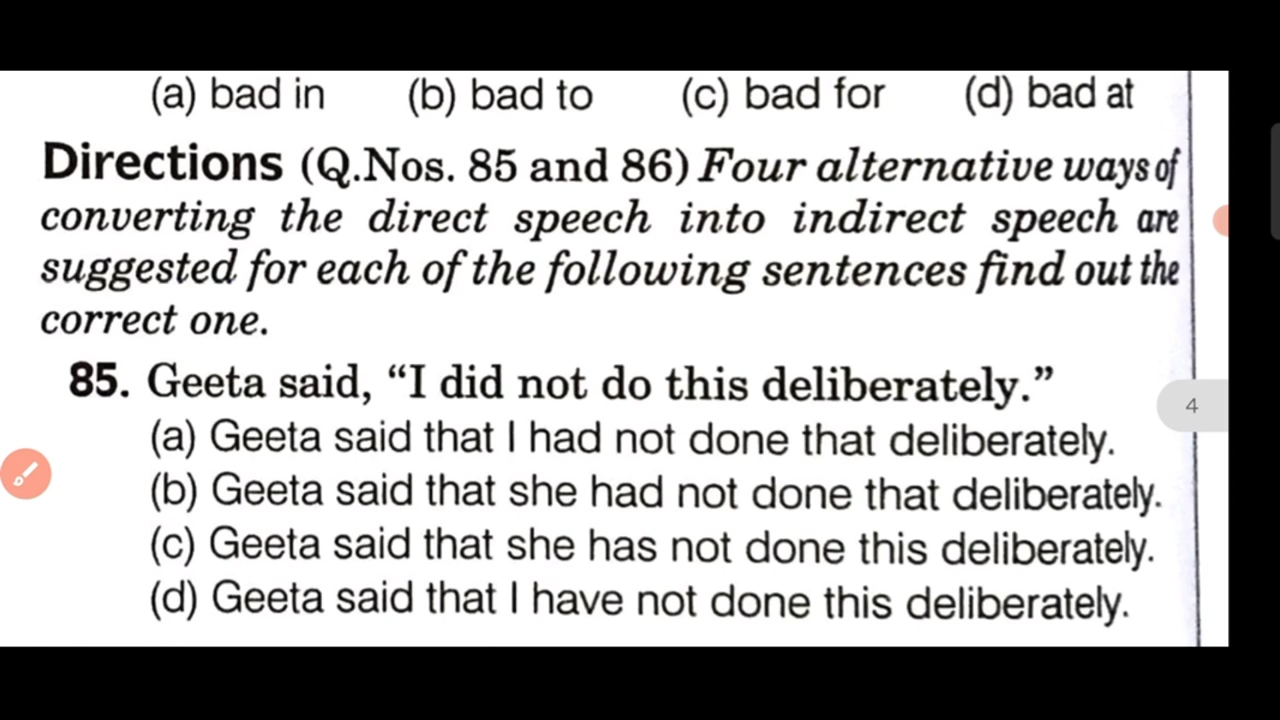 (a) bad in (b) bad to (c) bad for (d) bad at
Directions (Q.Nos. 85 and 86) Four alternative ways of
converting the direct speech into indirect speech are
suggested for each of the following sentences find out the
correct one.
85. Geeta said, “I did not do this deliberately.”
(a) Geeta said that I had not done that deliberately.
(b) Geeta said that she had not done that deliberately.
(c) Geeta said that she has not done this deliberately.
(d) Geeta said that I have not done this deliberately.
4